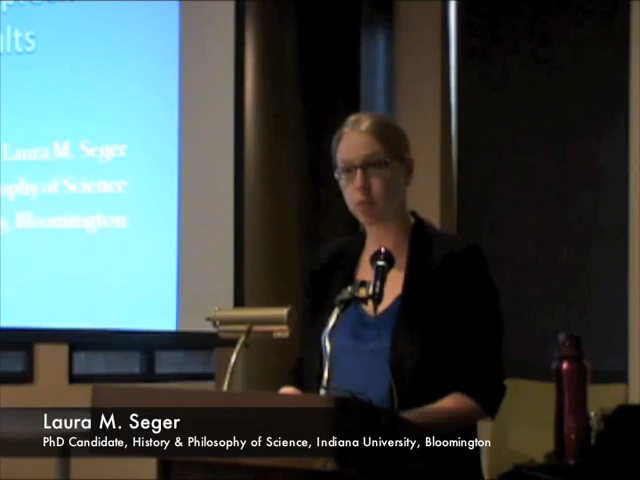 ults
Laura M. Seger
ophy of Science
Bloomington
Laura M. Seger
PhD Candidate, History & Philosophy of Science, Indiana University, Bloomington